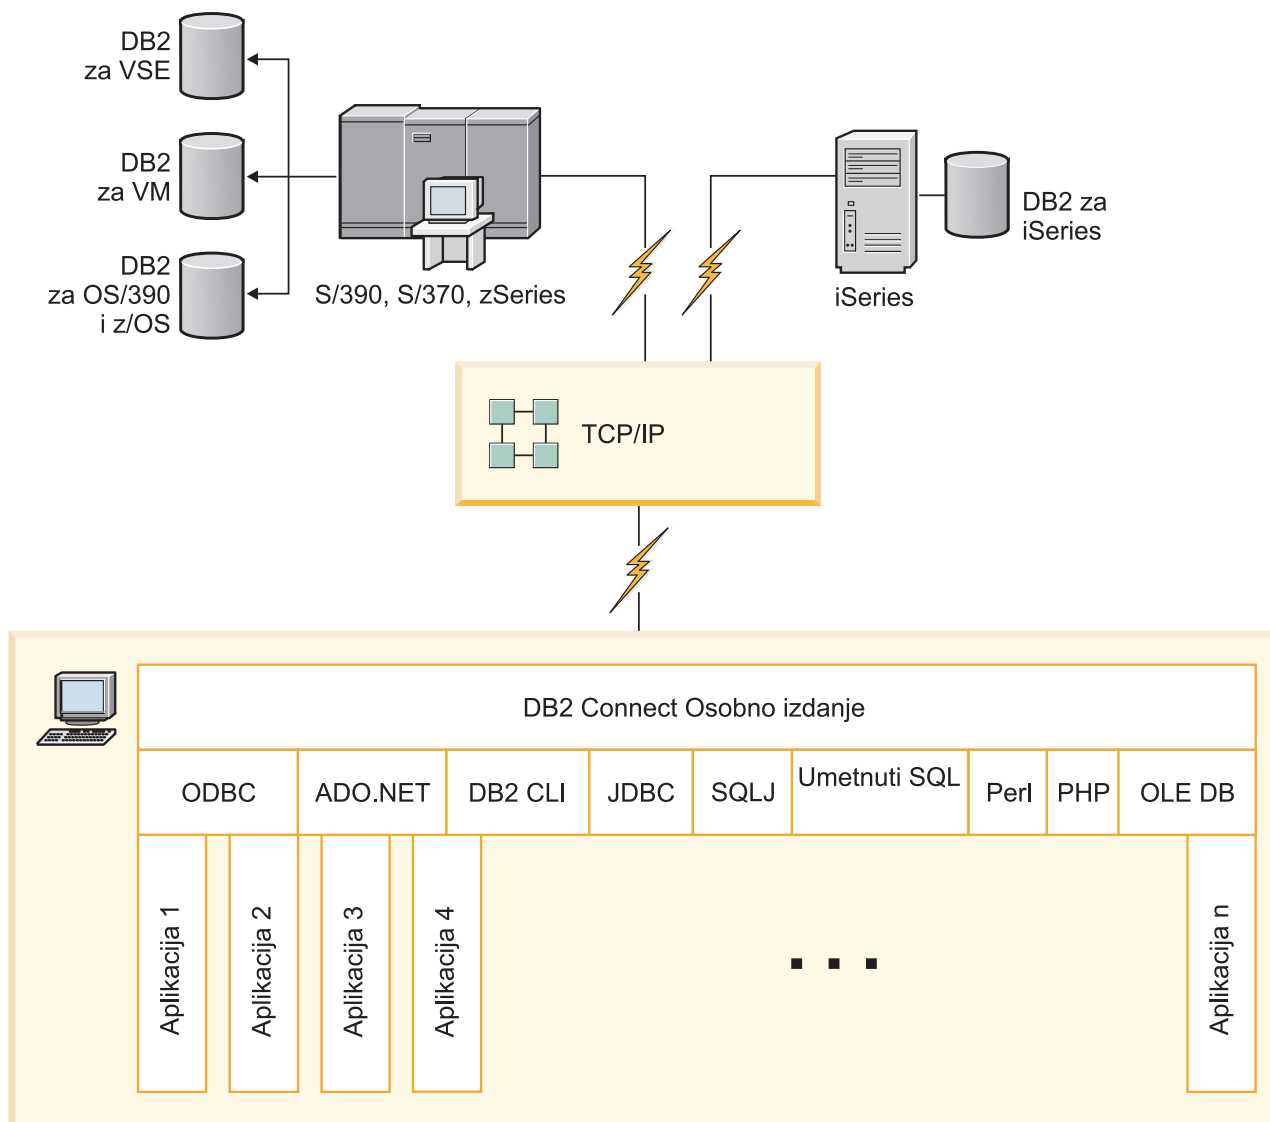 DB2
za VSE
DB2
za VM
DB2
za OS/390
i z/OS
S/390, S/370, zSeries
iSeries
DB2 za
iSeries
TCP/IP
DB2 Connect Osobno izdanje
ODBC
ADO.NET
DB2 CLI
JDBC
SQLJ
Umetnuti SQL
Perl
PHP
OLE DB
Aplikacija 1
Aplikacija 2
Aplikacija 3
Aplikacija 4
...
Aplikacija n